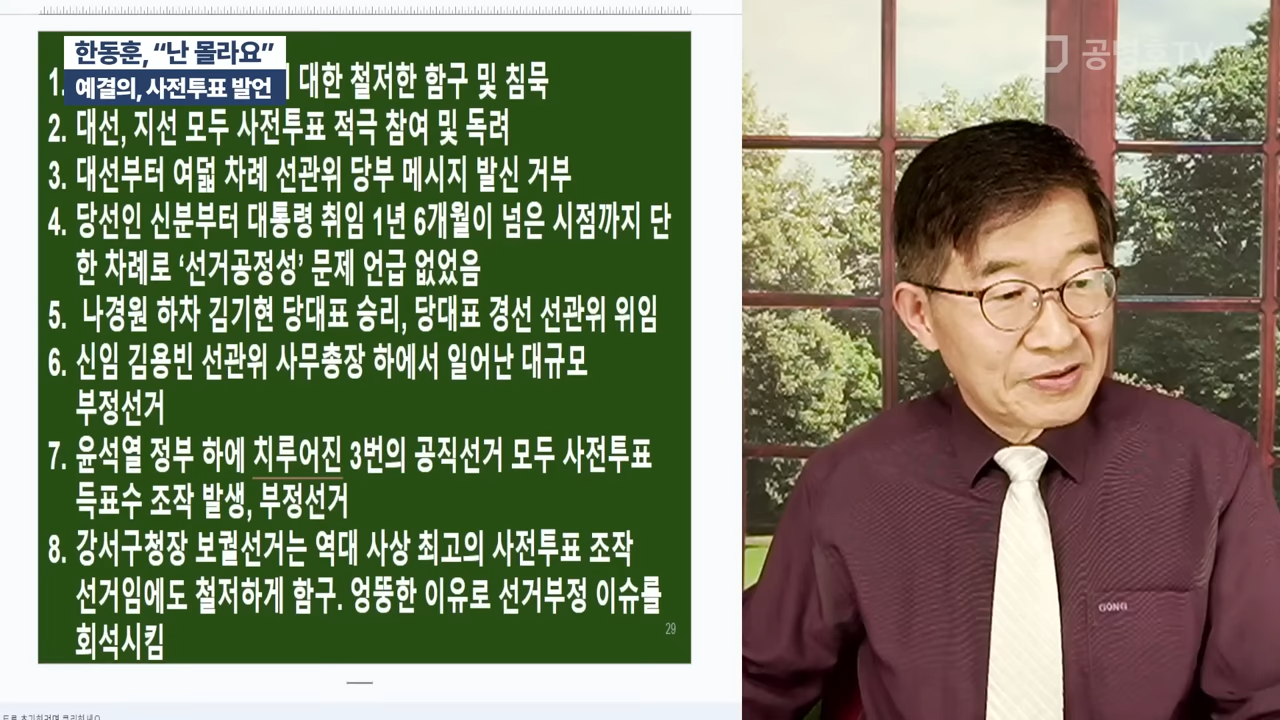 한동훈, “난 몰라요”
예결의, 사전투표 발언
공병호TV
1. 대한 철저한 함구 및 침묵
2. 대선, 지선 모두 사전투표 적극 참여 및 독려
3. 대선부터 여덟 차례 선관위 당부 메시지 발신 거부
4. 당선인 신분부터 대통령 취임 1년 6개월이 넘은 시점까지 단
한 차례로 ‘선거공정성’ 문제 언급 없었음
5. 나경원 하차 김기현 당대표 승리, 당대표 경선 선관위 위임
6. 신임 김용빈 선관위 사무총장 하에서 일어난 대규모
부정선거
7. 윤석열 정부 하에 치루어진 3번의 공직선거 모두 사전투표
득표수 조작 발생, 부정선거
8. 강서구청장 보궐선거는 역대 사상 최고의 사전투표 조작
선거임에도 철저하게 함구. 엉뚱한 이유로 선거부정 이슈를
회석시킴
29
GONG